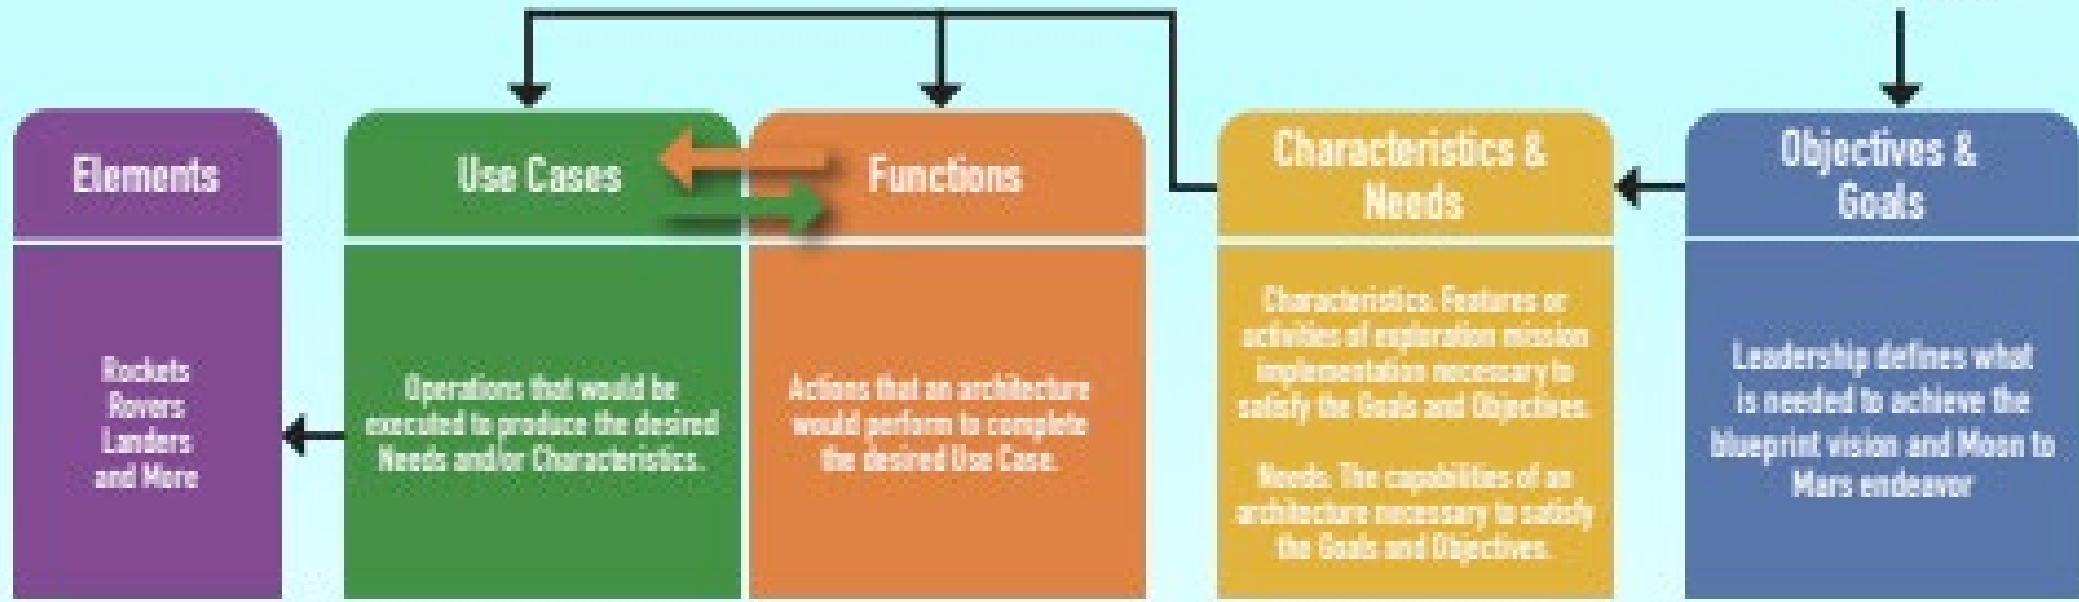 Elements
Rockets
Rovers
Landers
and More
Use Cases
Operations that would be
executed to produce the desired
Needs and/or Characteristics.
Functions
Actions that an architecture
would perform to complete
the desired Use Case.
Characteristics &
Needs
Characteristics. Features or
activities of exploration mission
implementation necessary to
satisfy the Goals and Objectives.
Needs. The capabilities of an
architecture necessary to satisfy
the Goals and Objectives.
Objectives &
Goals
Leadership defines what
is needed to achieve the
blueprint vision and Moon to
Mars endeavor